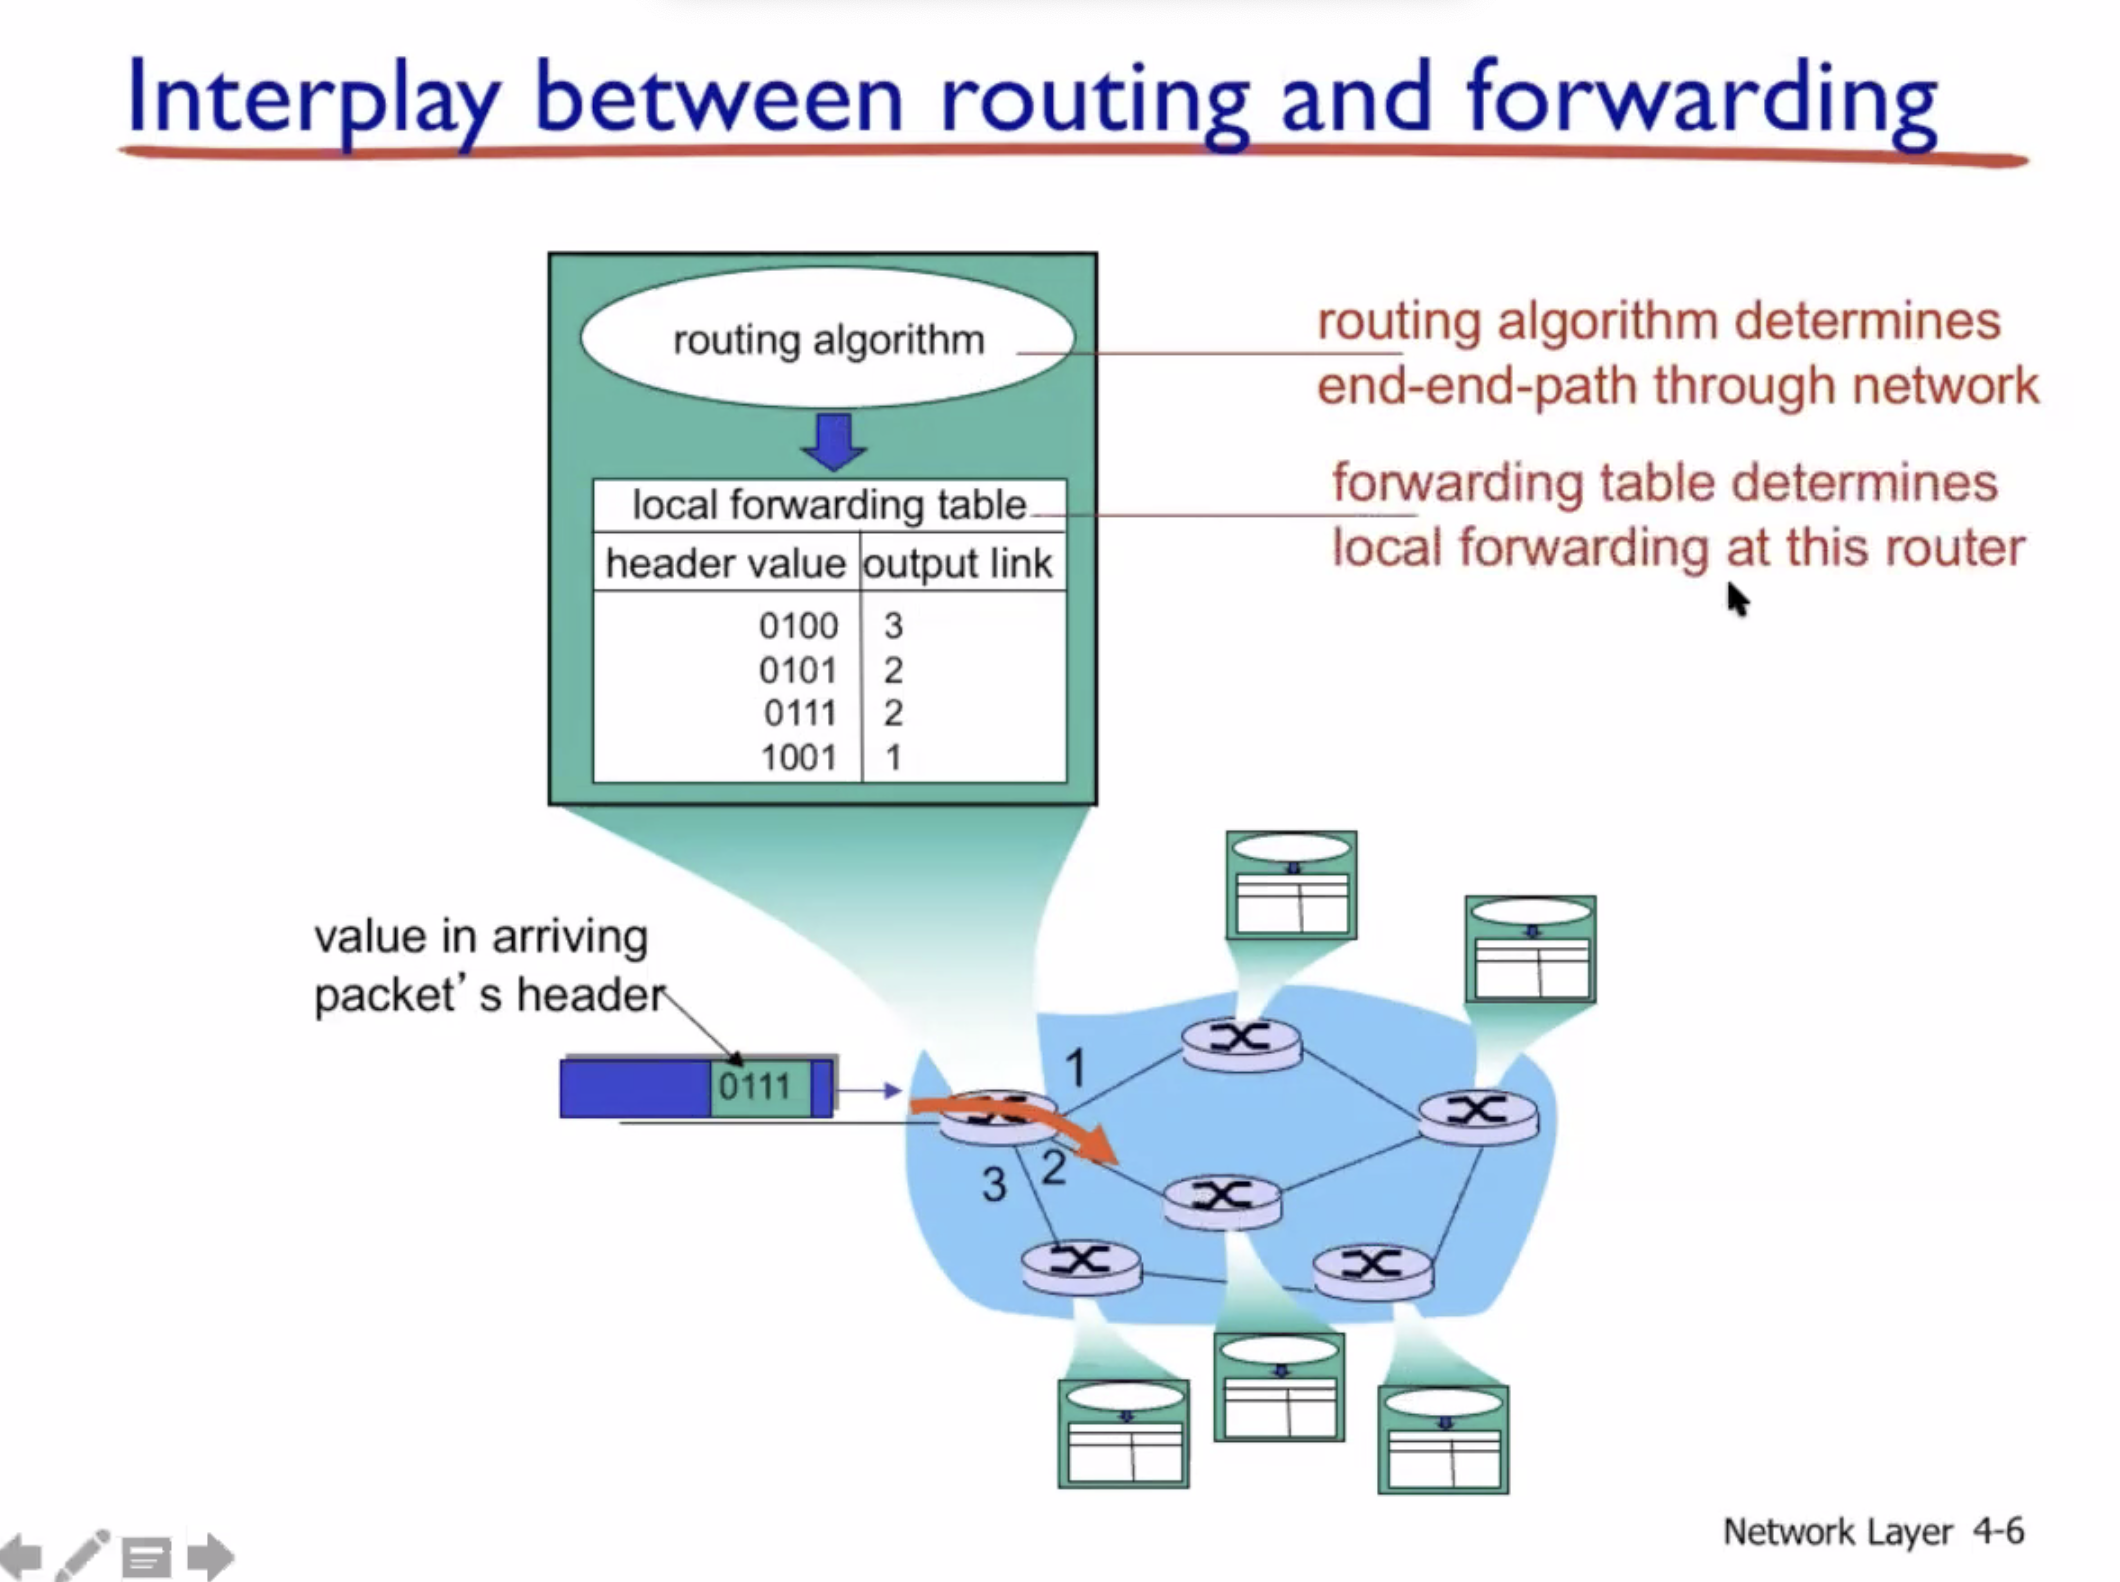 Interplay between routing and forwarding
routing algorithm
routing algorithm determines
end-end-path through network
local forwarding table
forwarding table determines
local forwarding at this router
header value output link
0100 3
0101 2
0111 2
1001 1
value in arriving
packet’ s header
0111
1
2
3
Network Layer 4-6